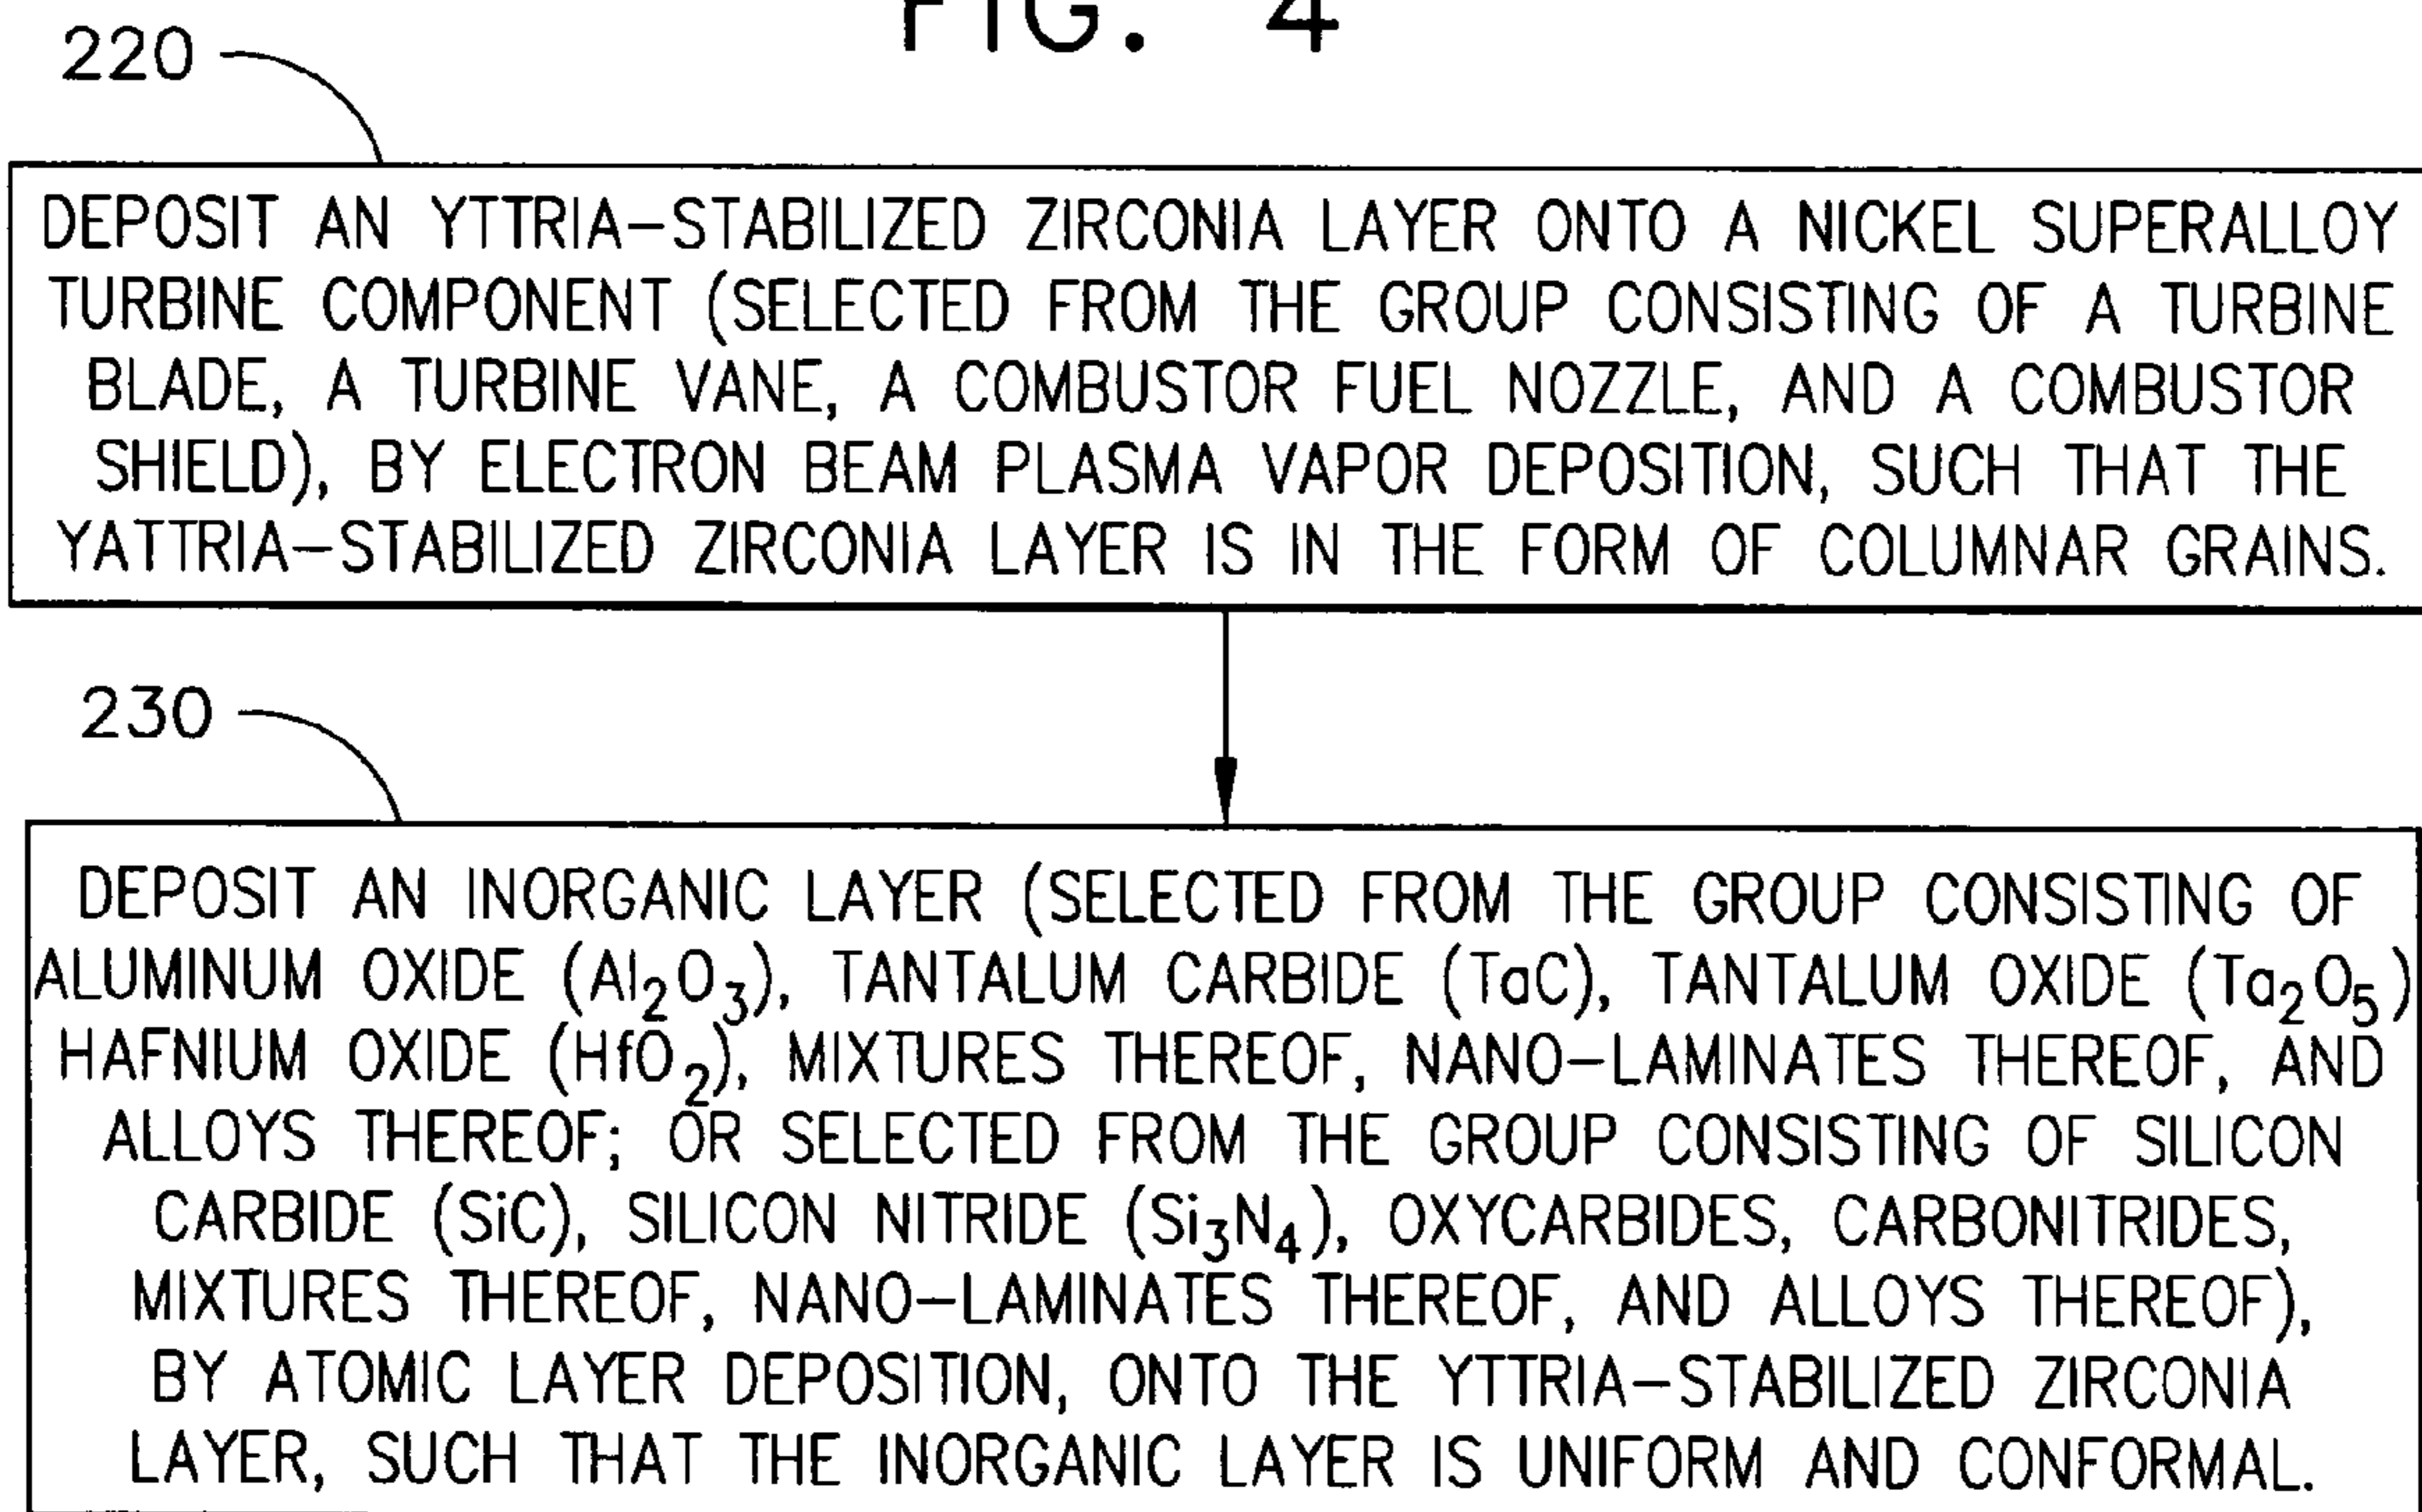 FIG. 4
220
DEPOSIT AN YTTRIA–STABILIZED ZIRCONIA LAYER ONTO A NICKEL SUPERALLOY
TURBINE COMPONENT (SELECTED FROM THE GROUP CONSISTING OF A TURBINE
BLADE, A TURBINE VANE, A COMBUSTOR FUEL NOZZLE, AND A COMBUSTOR
SHIELD), BY ELECTRON BEAM PLASMA VAPOR DEPOSITION, SUCH THAT THE
YATTRIA–STABILIZED ZIRCONIA LAYER IS IN THE FORM OF COLUMNAR GRAINS.
230
DEPOSIT AN INORGANIC LAYER (SELECTED FROM THE GROUP CONSISTING OF
ALUMINUM OXIDE (Al₂O₃), TANTALUM CARBIDE (TaC), TANTALUM OXIDE (Ta₂O₅)
HAFNIUM OXIDE (HfO₂), MIXTURES THEREOF, NANO–LAMINATES THEREOF, AND
ALLOYS THEREOF; OR SELECTED FROM THE GROUP CONSISTING OF SILICON
CARBIDE (SiC), SILICON NITRIDE (Si₃N₄), OXYCARBIDES, CARBONITRIDES,
MIXTURES THEREOF, NANO–LAMINATES THEREOF, AND ALLOYS THEREOF),
BY ATOMIC LAYER DEPOSITION, ONTO THE YTTRIA–STABILIZED ZIRCONIA
LAYER, SUCH THAT THE INORGANIC LAYER IS UNIFORM AND CONFORMAL.